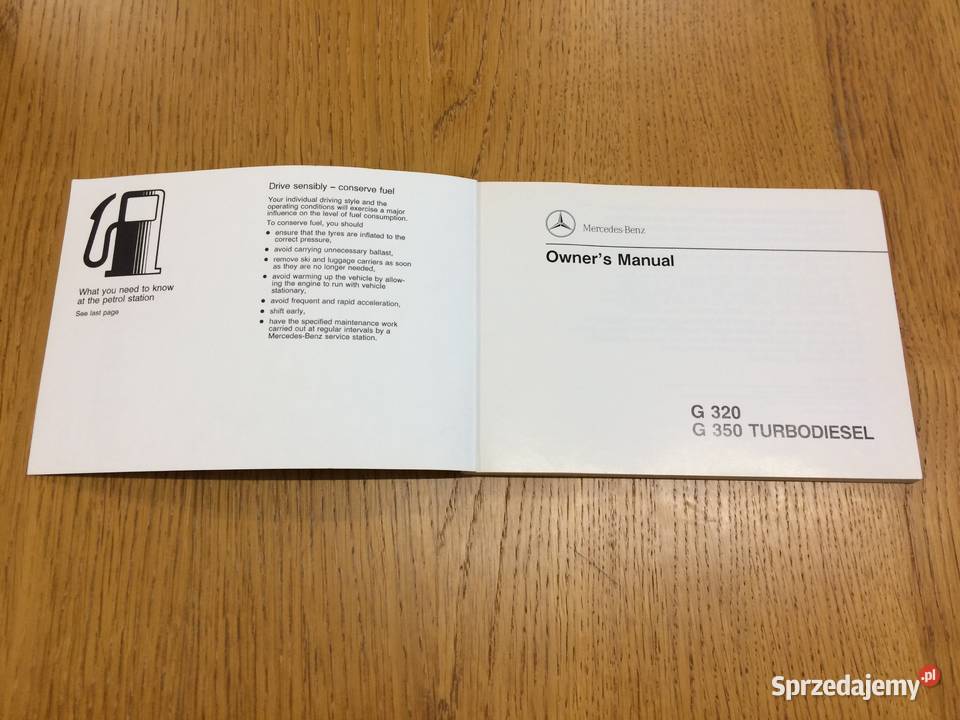 What you need to know
at the petrol station
See last page
Drive sensibly – conserve fuel
Your individual driving style and the
operating conditions will exercise a major
influence on the level of fuel consumption.
To conserve fuel, you should
● ensure that the tyres are inflated to the
correct pressure,
● avoid carrying unnecessary ballast,
● remove ski and luggage carriers as soon
as they are no longer needed,
● avoid warming up the vehicle by allow-
ing the engine to run with vehicle
stationary,
● avoid frequent and rapid acceleration,
● shift early,
● have the specified maintenance work
carried out at regular intervals by a
Mercedes-Benz service station.
Mercedes-Benz
Owner's Manual
G 320
G 350 TURBODIESEL
Sprzedajemy.pl